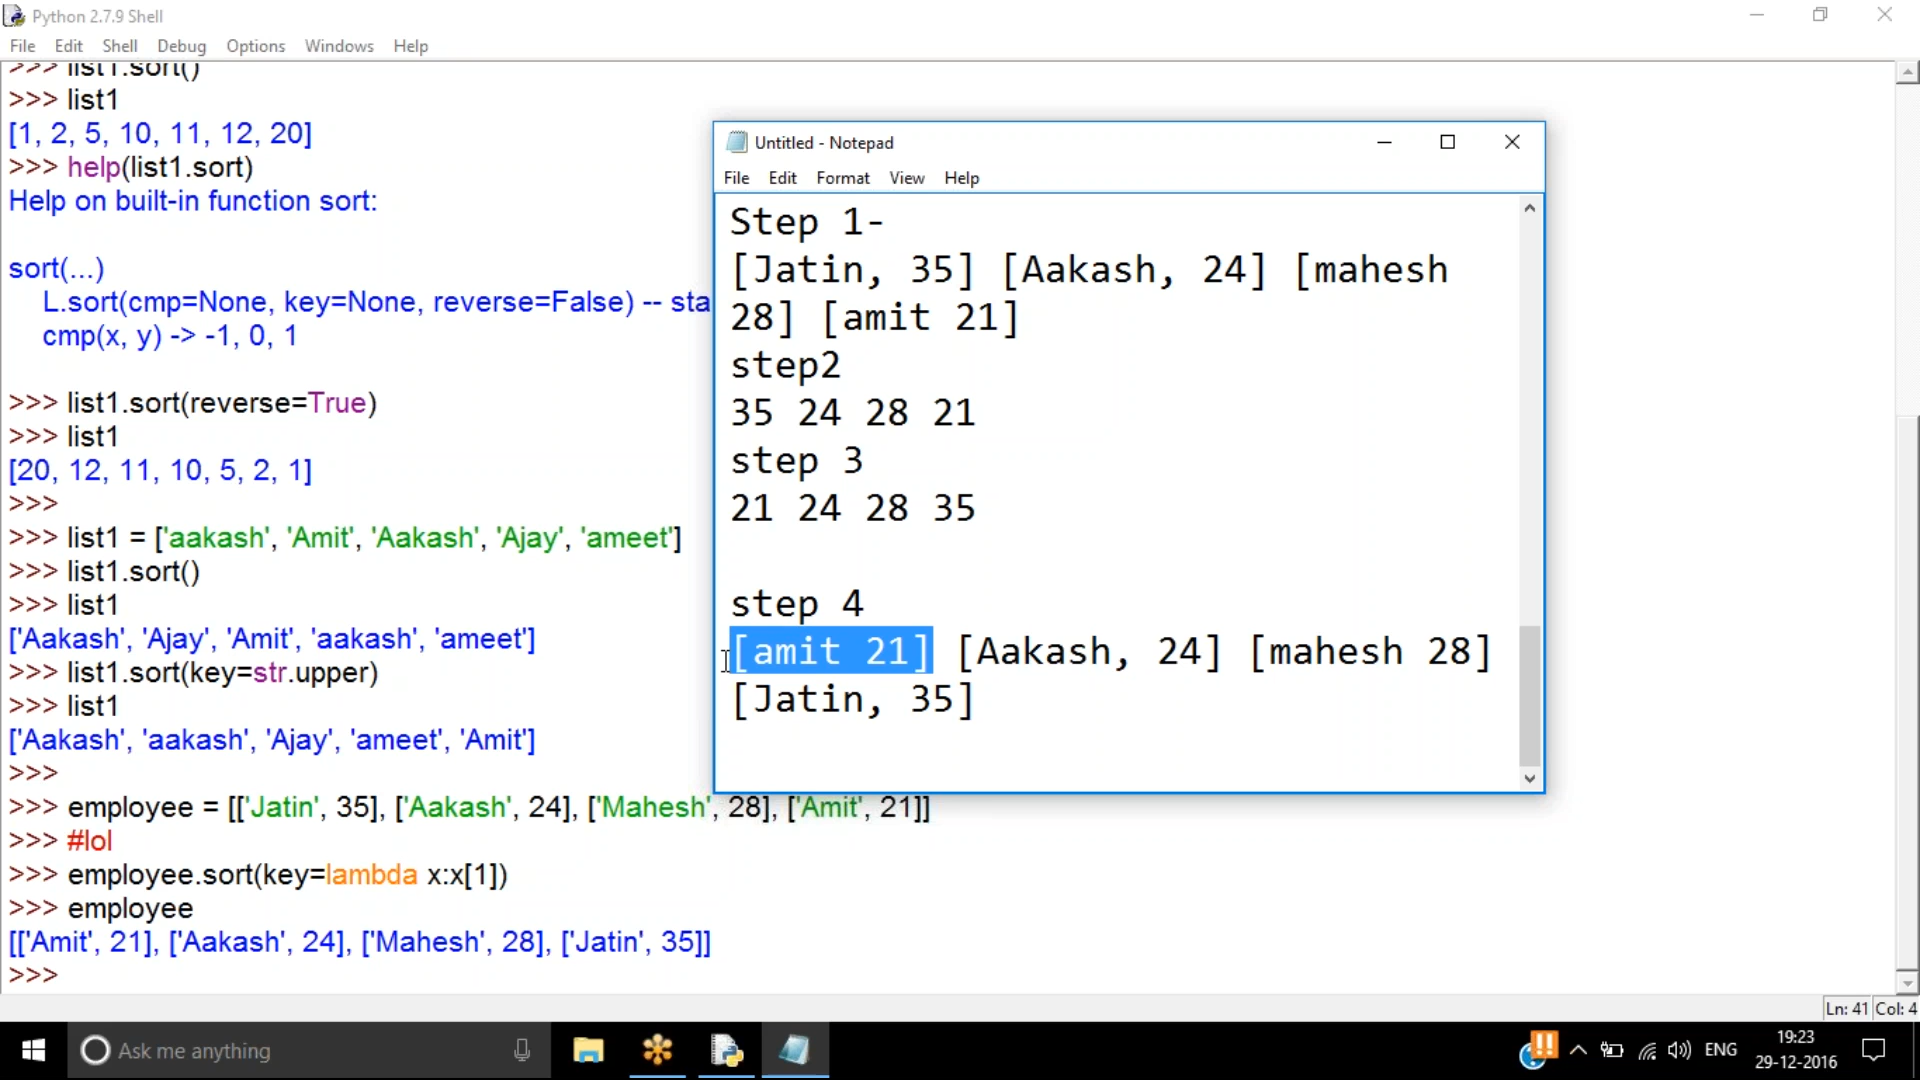 Python 2.7.9 Shell
File Edit Shell Debug Options Windows Help
>>> list1.sort()
>>> list1
[1, 2, 5, 10, 11, 12, 20]
>>> help(list1.sort)
Help on built-in function sort:
sort(...)
L.sort(cmp=None, key=None, reverse=False) -- sta
cmp(x, y) -> -1, 0, 1
>>> list1.sort(reverse=True)
>>> list1
[20, 12, 11, 10, 5, 2, 1]
>>>
>>> list1 = ['aakash', 'Amit', 'Aakash', 'Ajay', 'ameet']
>>> list1.sort()
>>> list1
['Aakash', 'Ajay', 'Amit', 'aakash', 'ameet']
>>> list1.sort(key=str.upper)
>>> list1
['Aakash', 'aakash', 'Ajay', 'ameet', 'Amit']
>>>
>>> employee = [['Jatin', 35], ['Aakash', 24], ['Mahesh', 28], ['Amit', 21]]
>>> #lol
>>> employee.sort(key=lambda x:x[1])
>>> employee
[['Amit', 21], ['Aakash', 24], ['Mahesh', 28], ['Jatin', 35]]
>>>
Untitled - Notepad
File Edit Format View Help
Step 1-
[Jatin, 35] [Aakash, 24] [mahesh
28] [amit 21]
step2
35 24 28 21
step 3
21 24 28 35
step 4
[amit 21] [Aakash, 24] [mahesh 28]
[Jatin, 35]
Ln: 41 Col: 4
Ask me anything
ENG
19:23
29-12-2016